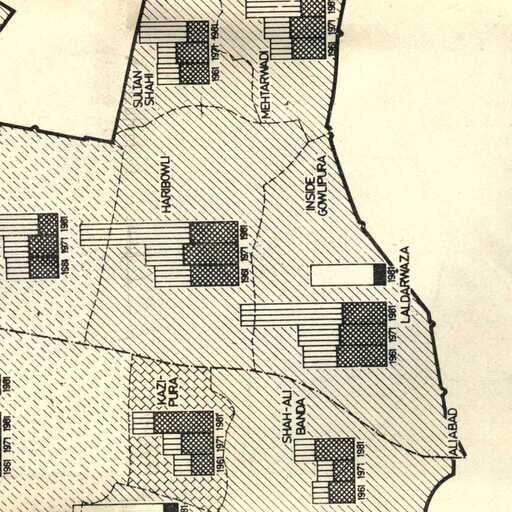 1961 1971 1981
1981
1981 1971 1981
SULTAN
SHAHI
KAZI-
PURA
HARIBOWLI
81
1961 1971 1981
1961 1971 1981
1961 1971 1981
MEHTARWADI
SHAH-ALI
BANDA
INSIDE
GOWLIPURA
1961 1971 1981
1961 1971 1981
1961 1971 1981
1981
LALDARWAZA
ALIABAD